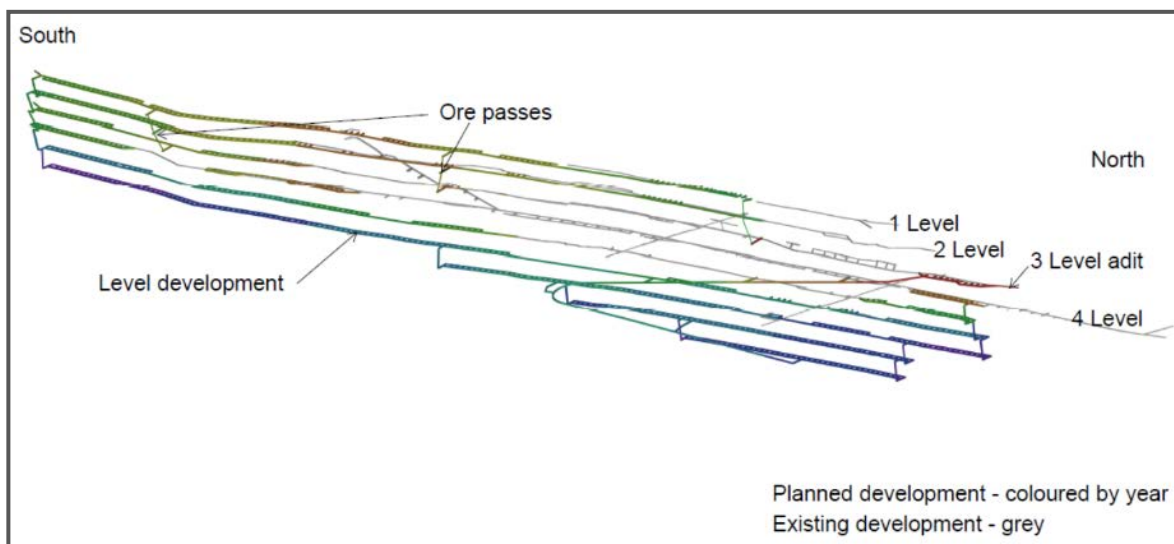 South
Ore passes
North
1 Level
2 Level
3 Level adit
Level development
4 Level
Planned development - coloured by year
Existing development - grey